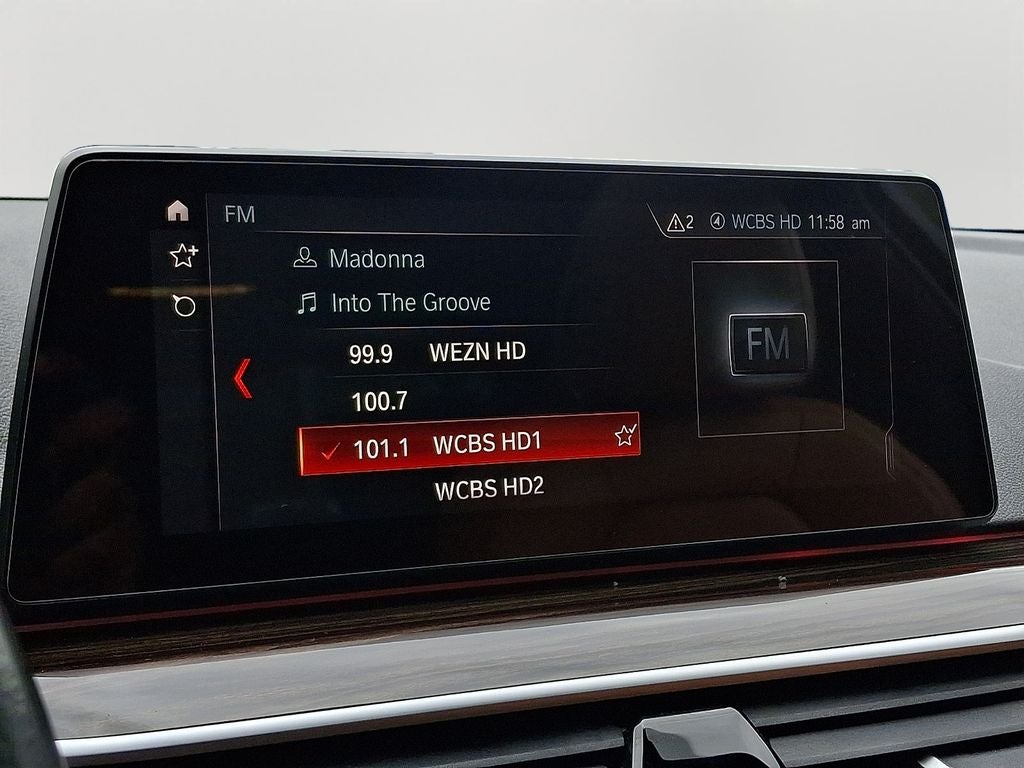 FM
2 WCBS HD 11:58 am
Madonna
Into The Groove
FM
99.9 WEZN HD
100.7
101.1 WCBS HD1
WCBS HD2